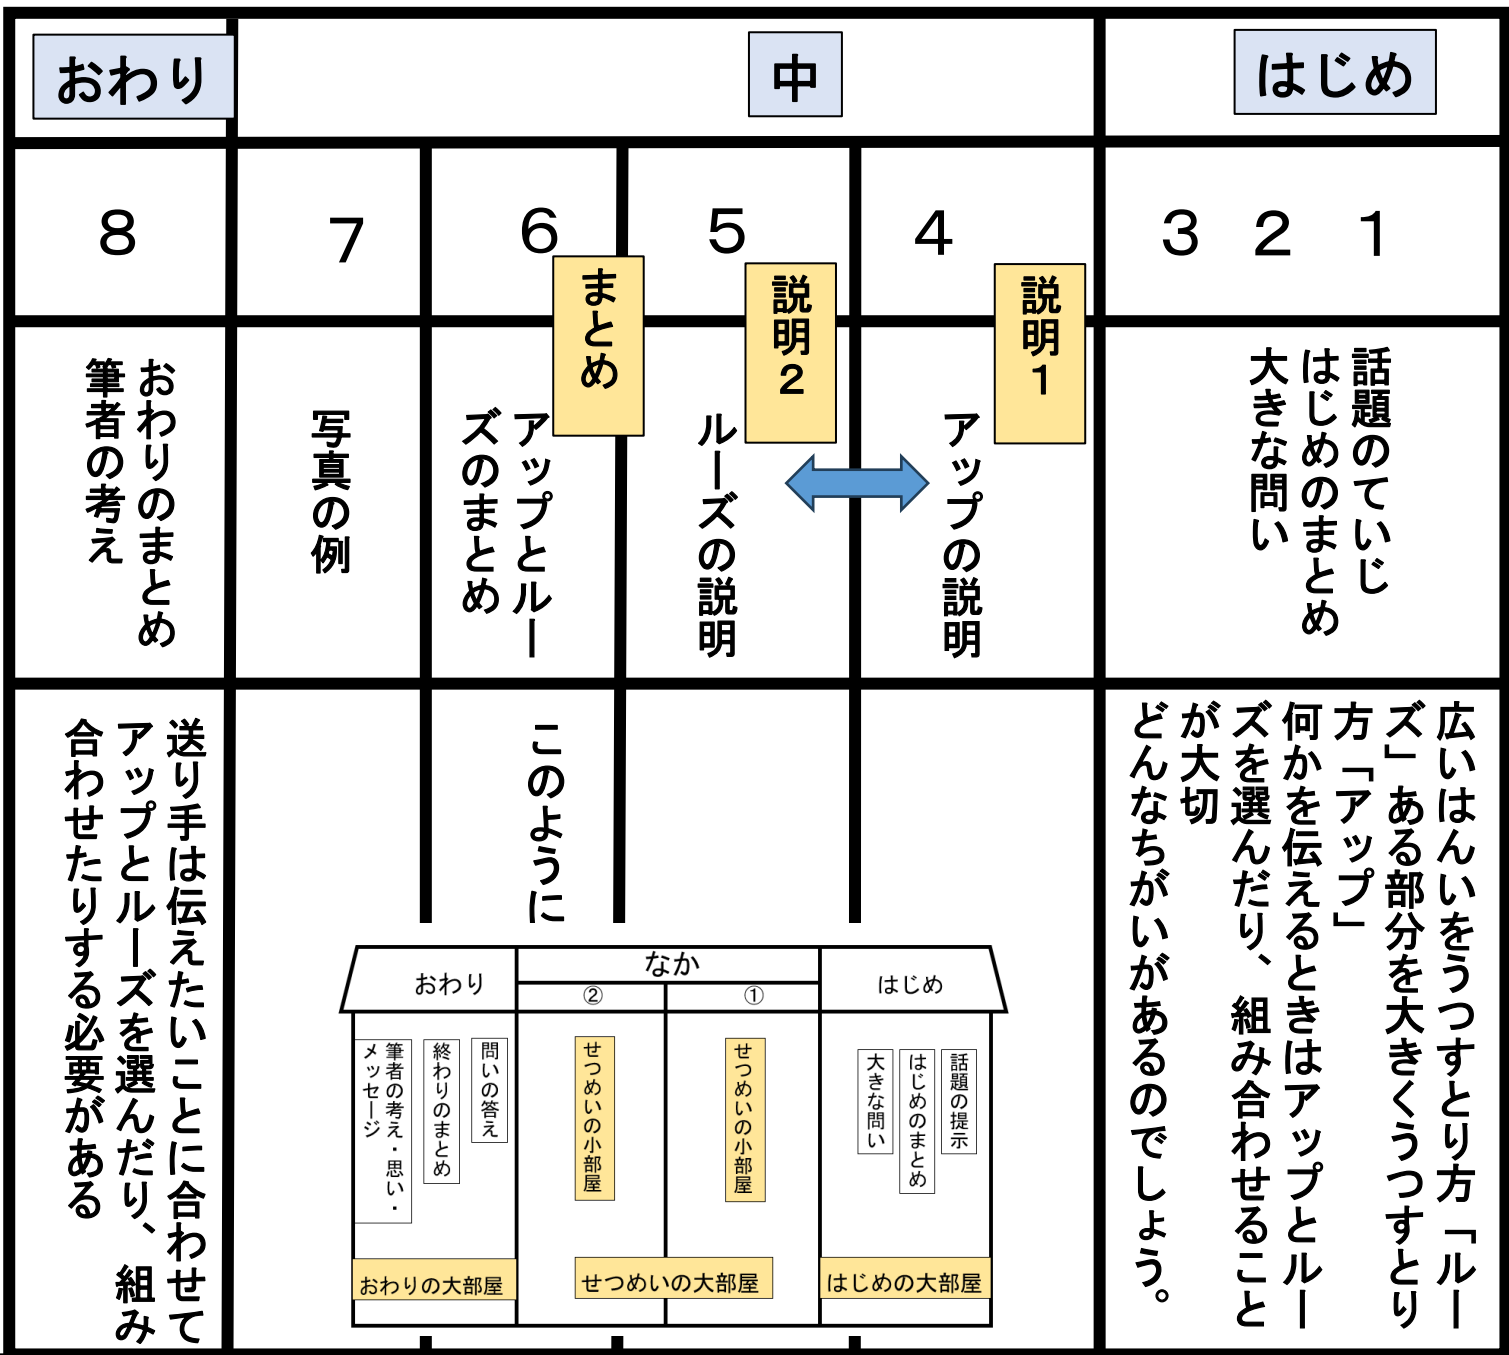 はじめ
中
おわり
1
2
3
4
5
6
7
8
説明1
説明2
まとめ
話題のていじ
はじめのまとめ
大きな問い
アップの説明
ルーズの説明
アップとルー
ズのまとめ
写真の例
おわりのまとめ
筆者の考え
広いはんいをうつすとり方「ルー
ズ」ある部分を大きくうつすとり
方「アップ」
何かを伝えるときはアップとルー
ズを選んだり、組み合わせること
が大切
どんなちがいがあるのでしょう。
このように
送り手は伝えたいことに合わせて
アップとルーズを選んだり、組み
合わせたりする必要がある
はじめ
なか
①
②
おわり
話題の提示
はじめのまとめ
大きな問い
せつめいの小部屋
せつめいの小部屋
問いの答え
終わりのまとめ
筆者の考え・思い・
メッセージ
はじめの大部屋
せつめいの大部屋
おわりの大部屋